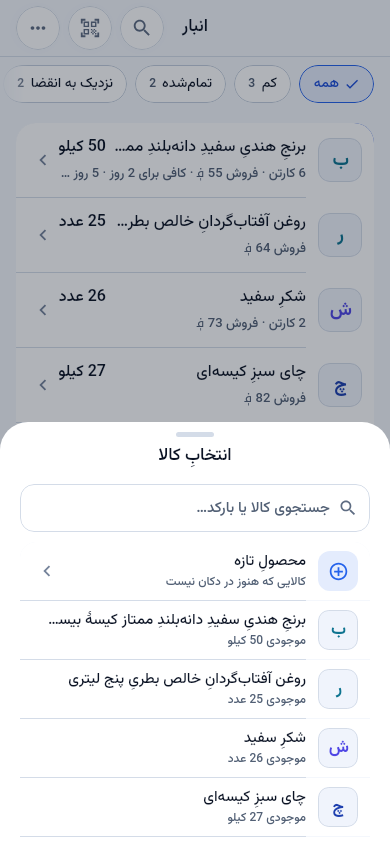 انبار
همه
کم 3
تمام‌شده 2
نزدیک به انقضا 2
ب
برنجِ هندیِ سفیدِ دانه‌بلندِ ممـ... 50 کیلو
6 کارتن · فروش 55 ؋ · کافی برای 2 روز · 5 روز ...
ر
روغن آفتاب‌گردانِ خالص بطر... 25 عدد
فروش 64 ؋
ش
شکرِ سفید 26 عدد
2 کارتن · فروش 73 ؋
چ
چای سبزِ کیسه‌ای 27 کیلو
فروش 82 ؋
انتخابِ کالا
جستجوی کالا یا بارکد...
محصولِ تازه
کالایی که هنوز در دکان نیست
ب
برنجِ هندیِ سفیدِ دانه‌بلندِ ممتاز کیسهٔ بیسـ...
موجودی 50 کیلو
ر
روغن آفتاب‌گردانِ خالص بطریِ پنج لیتری
موجودی 25 عدد
ش
شکرِ سفید
موجودی 26 عدد
چ
چای سبزِ کیسه‌ای
موجودی 27 کیلو